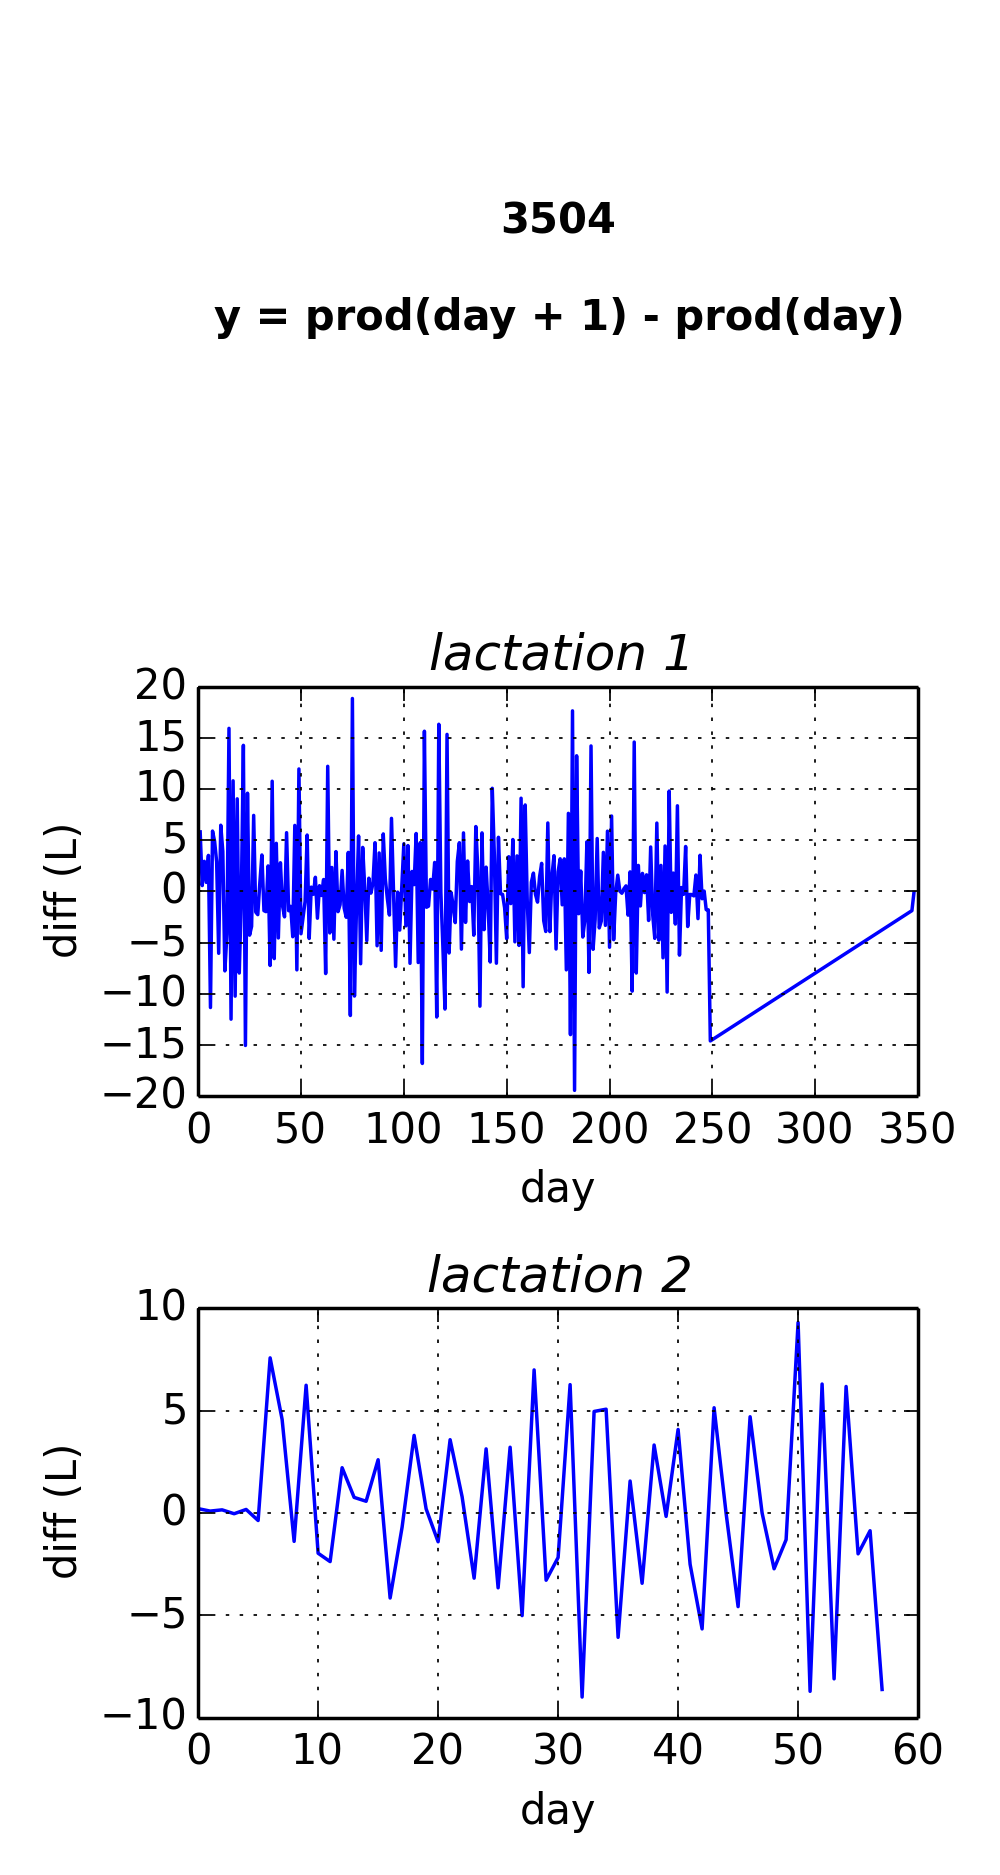 3504
y = prod(day + 1) - prod(day)
lactation 1
diff (L)
20
15
10
5
0
−5
−10
−15
−20
0 50 100 150 200 250 300 350
day
lactation 2
diff (L)
10
5
0
−5
−10
0 10 20 30 40 50 60
day